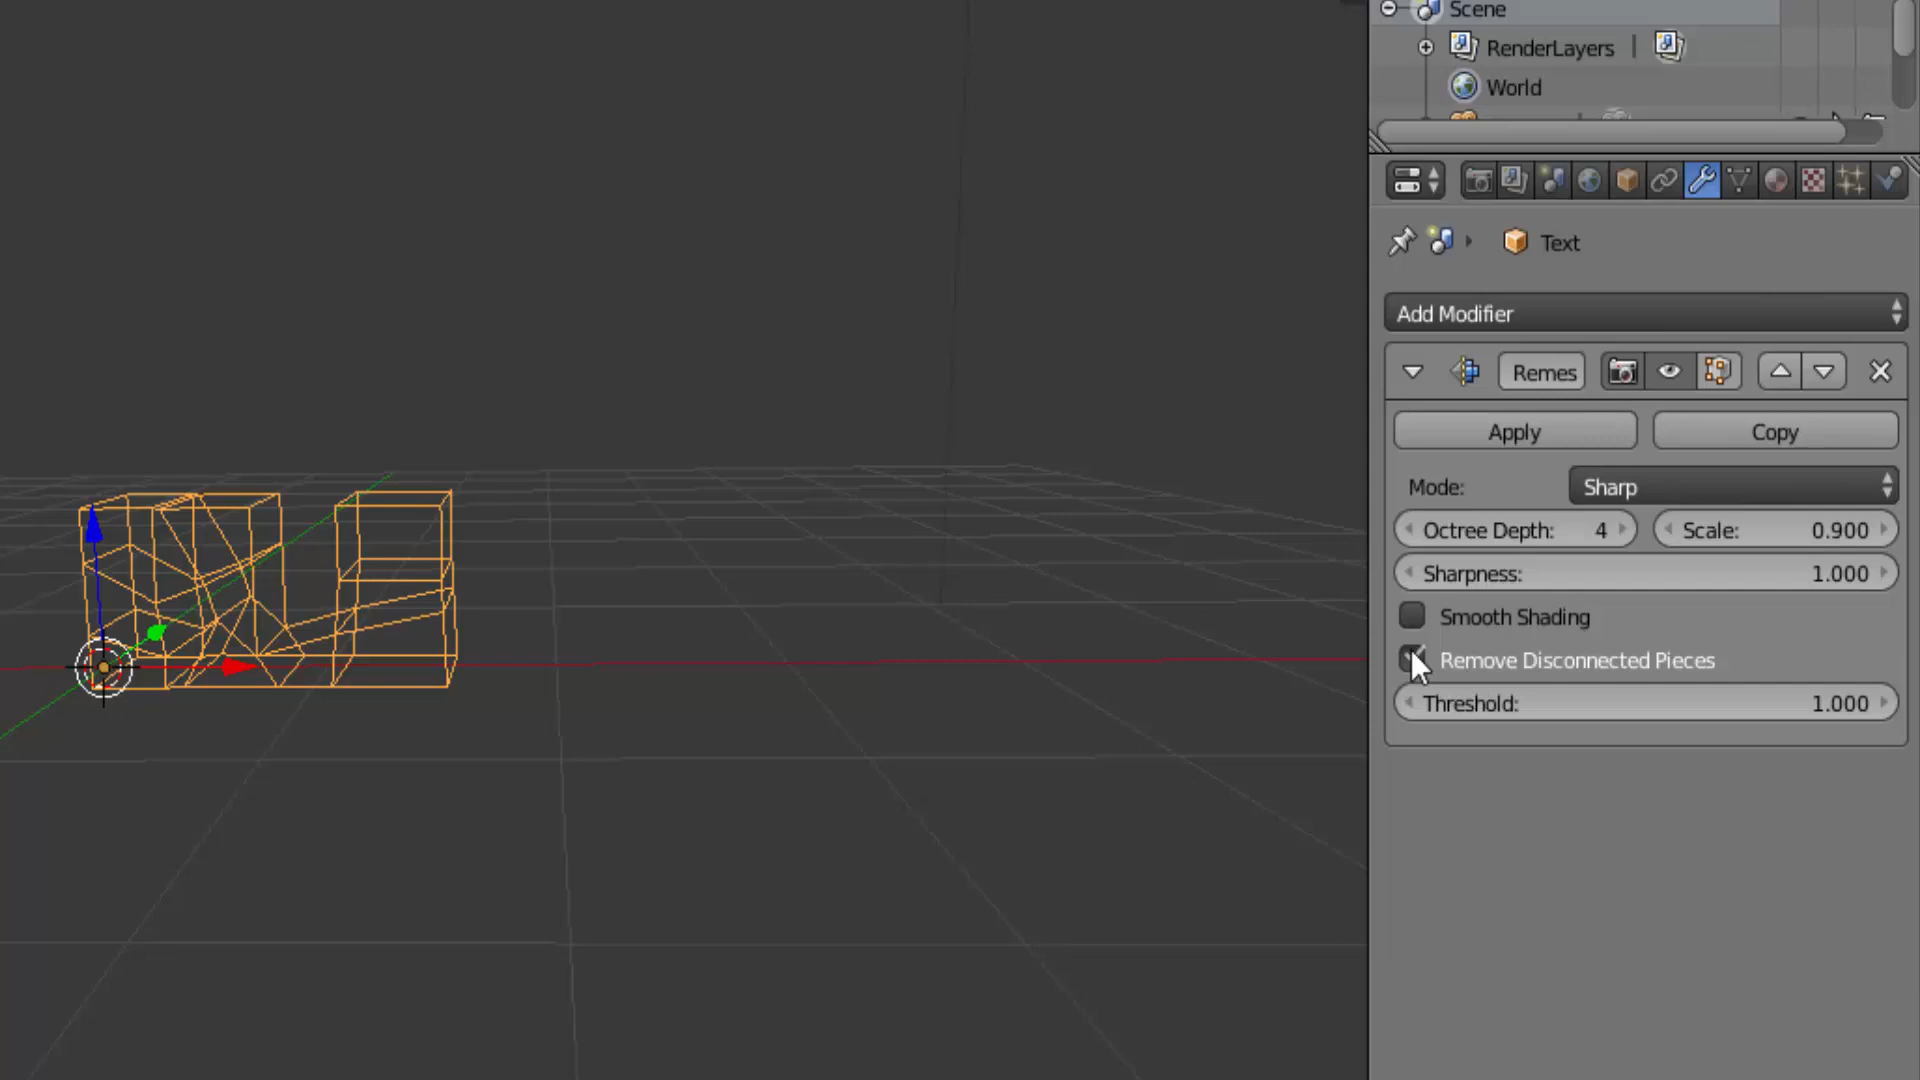 Scene
RenderLayers
World
Text
Add Modifier
Remes
Apply
Copy
Mode: Sharp
Octree Depth: 4
Scale: 0.900
Sharpness: 1.000
Smooth Shading
Remove Disconnected Pieces
Threshold: 1.000